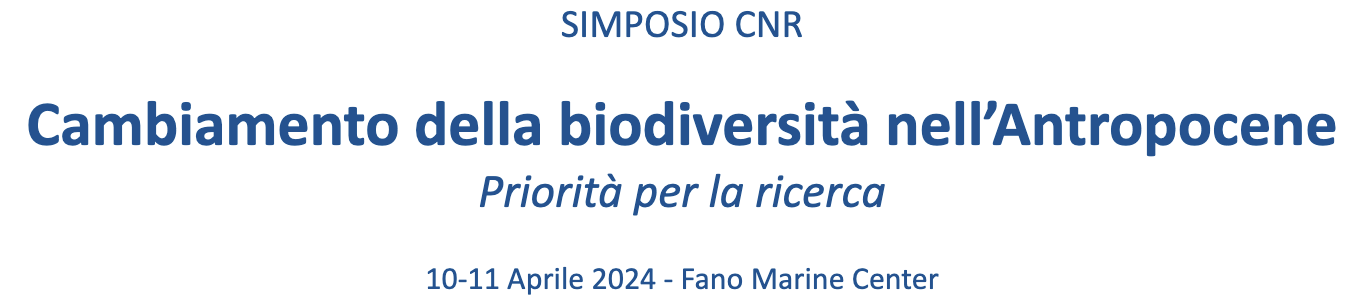 SIMPOSIO CNR
Cambiamento della biodiversità nell’Antropocene
Priorità per la ricerca
10-11 Aprile 2024 - Fano Marine Center